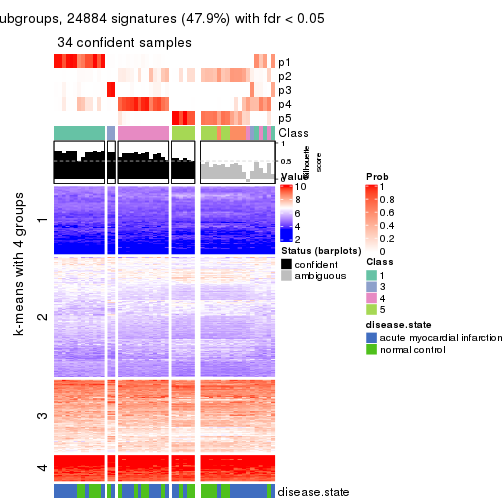 ubgroups, 24884 signatures (47.9%) with fdr < 0.05
34 confident samples
p1
p2
p3
p4
p5
Class
1
0.5
0
Silhouette
score
k-means with 4 groups
1
2
3
4
disease.state
Value
10
8
6
4
2
Status (barplots)
confident
ambiguous
Prob
1
0.8
0.6
0.4
0.2
0
Class
1
3
4
5
disease.state
acute myocardial infarction
normal control